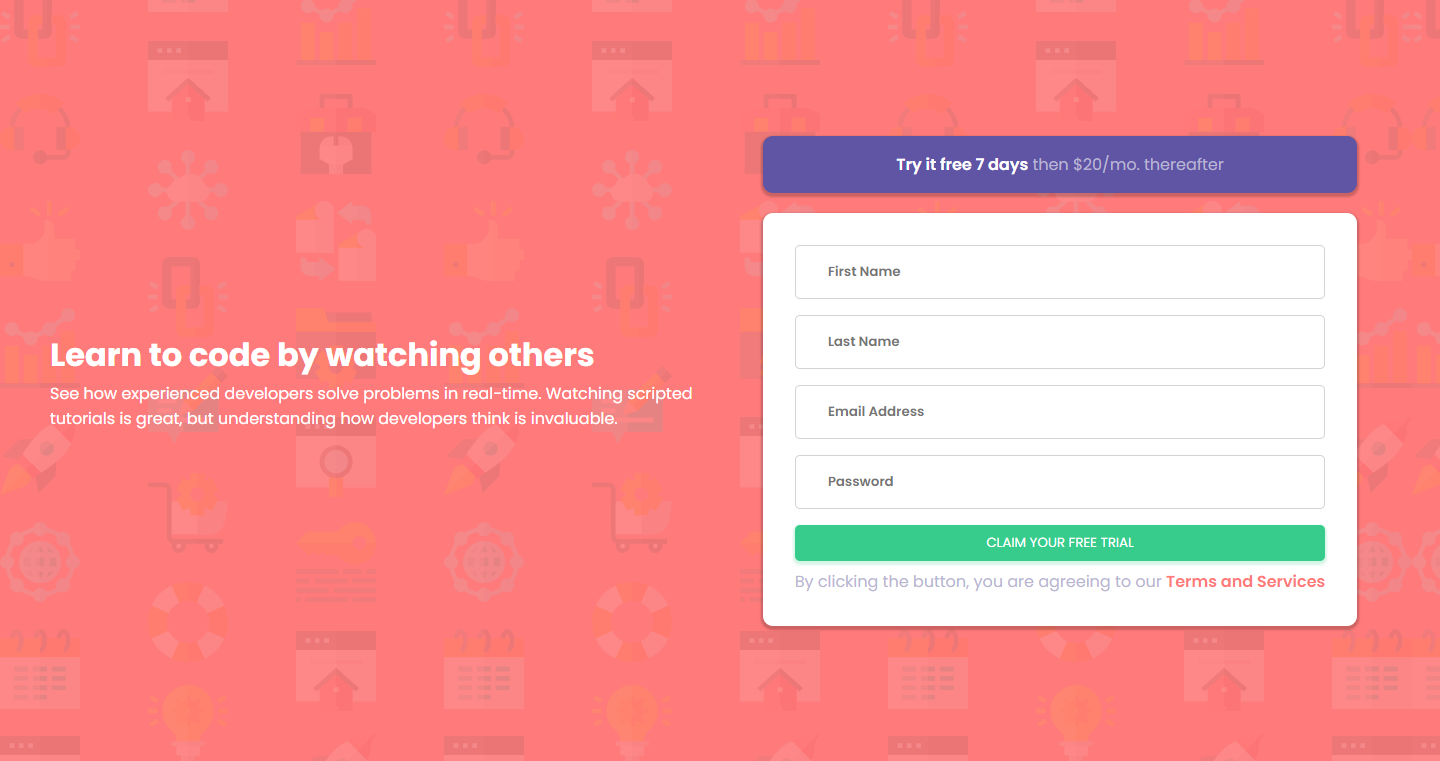 Learn to code by watching others
See how experienced developers solve problems in real-time. Watching scripted
tutorials is great, but understanding how developers think is invaluable.
Try it free 7 days then $20/mo. thereafter
First Name
Last Name
Email Address
Password
CLAIM YOUR FREE TRIAL
By clicking the button, you are agreeing to our Terms and Services